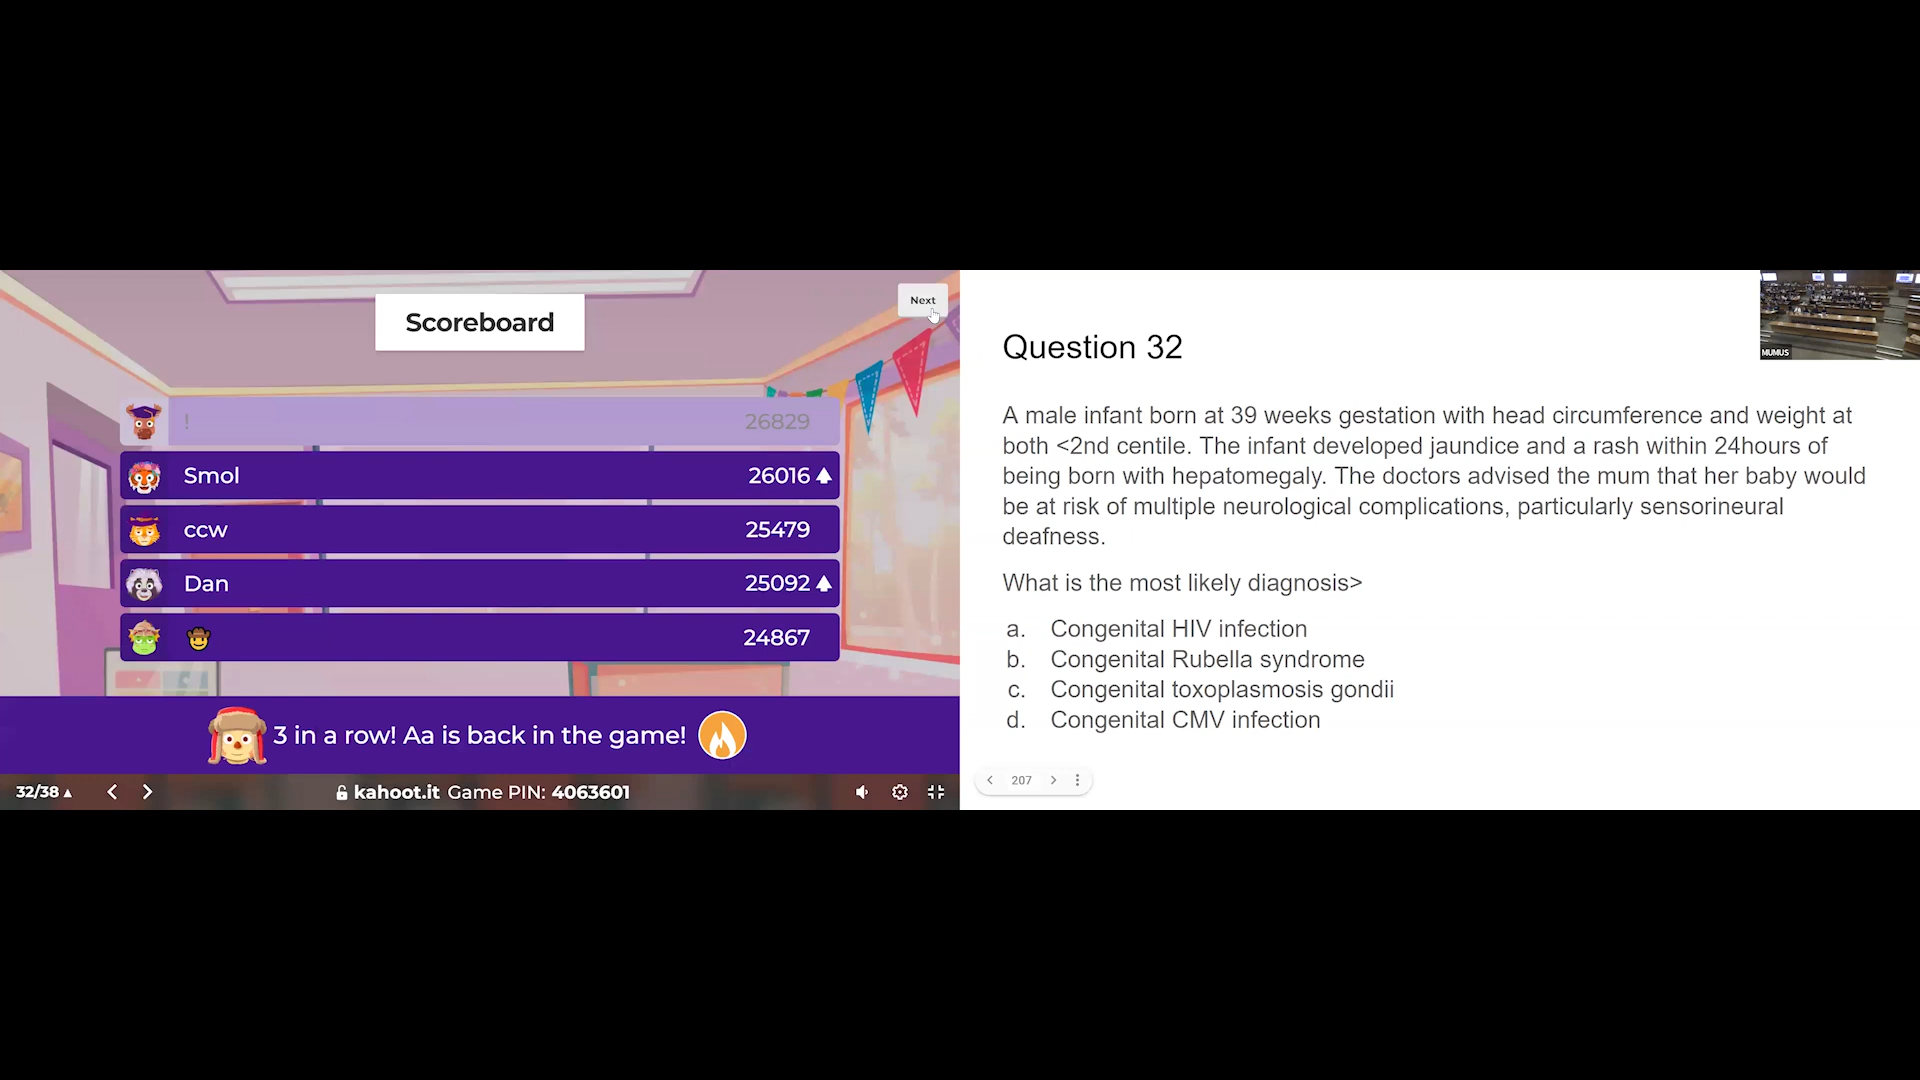 Scoreboard
Next
! 26829
Smol 26016
ccw 25479
Dan 25092
🤠 24867
3 in a row! Aa is back in the game!
32/38 ▲
kahoot.it Game PIN: 4063601
MUMUS
Question 32
A male infant born at 39 weeks gestation with head circumference and weight at
both <2nd centile. The infant developed jaundice and a rash within 24hours of
being born with hepatomegaly. The doctors advised the mum that her baby would
be at risk of multiple neurological complications, particularly sensorineural
deafness.
What is the most likely diagnosis>
a. Congenital HIV infection
b. Congenital Rubella syndrome
c. Congenital toxoplasmosis gondii
d. Congenital CMV infection
207